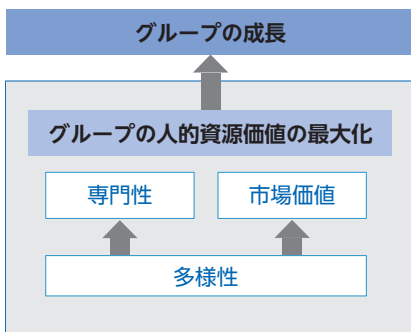 グループの成長
グループの人的資源価値の最大化
専門性
市場価値
多様性